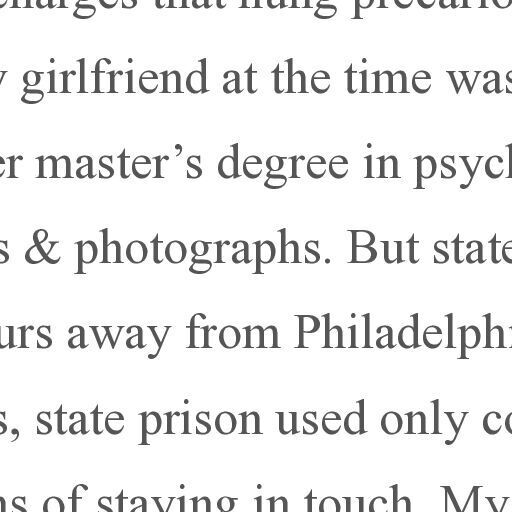 charges that hung precario
y girlfriend at the time was
er master’s degree in psych
s & photographs. But state
urs away from Philadelphi
s, state prison used only co
ns of staying in touch. My